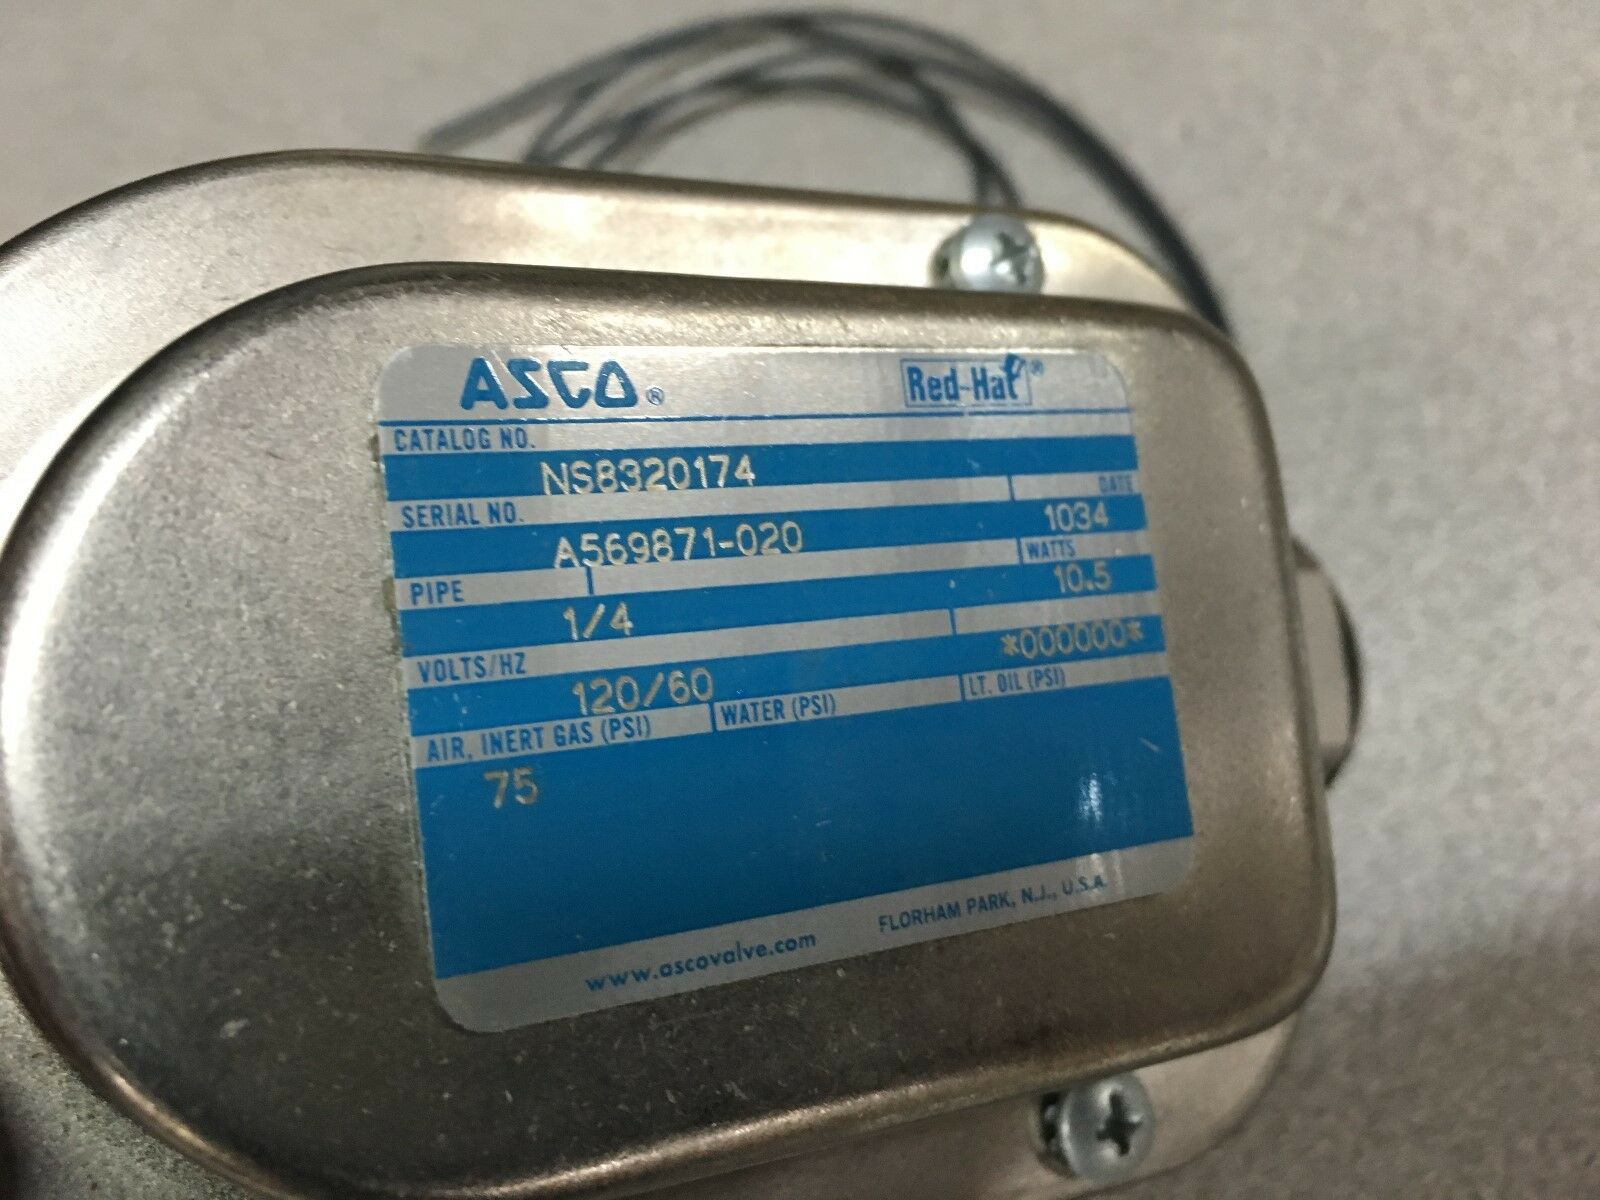 ASCO® Red-Hat®
CATALOG NO.
NS8320174
SERIAL NO. DATE
A569871-020 1034
PIPE WATTS
1/4 10.5
VOLTS/HZ
120/60 *000000*
AIR, INERT GAS (PSI) WATER (PSI) LT. OIL (PSI)
75
www.ascovalve.com FLORHAM PARK, N.J., U.S.A.